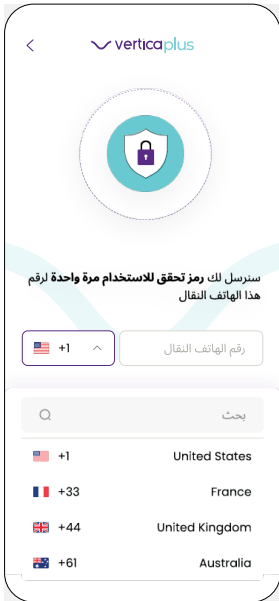 verticaplus
سنرسل لك رمز تحقق للاستخدام مرة واحدة لرقم
هذا الهاتف النقال
رقم الهاتف النقال
+1
بحث
United States +1
France +33
United Kingdom +44
Australia +61